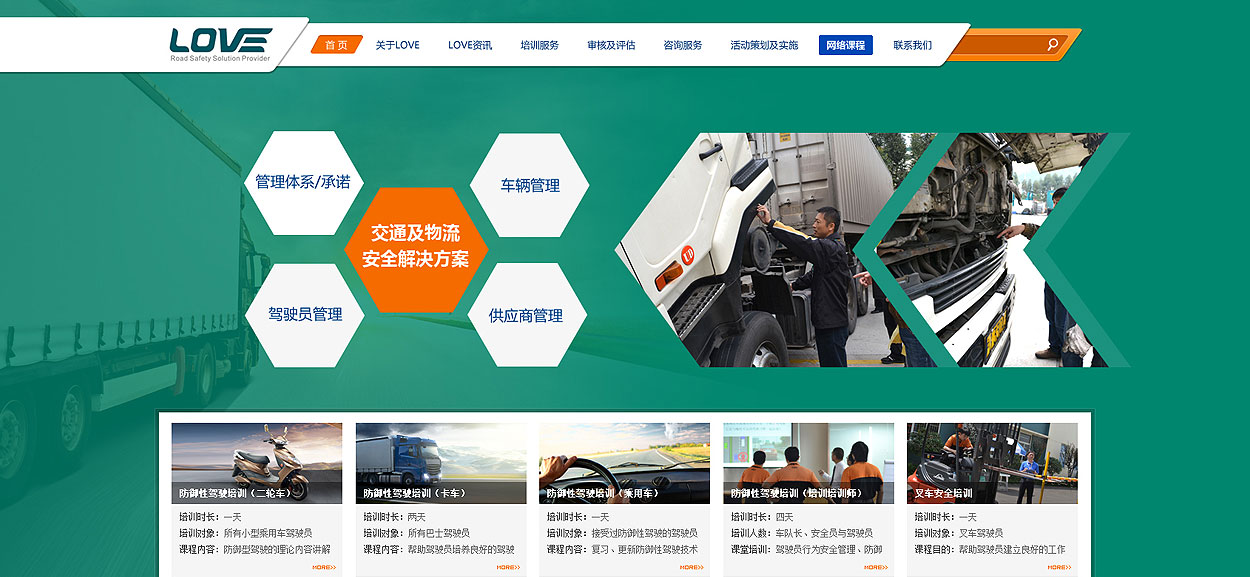 LOVE
Road Safety Solution Provider
首 页
关于LOVE
LOVE资讯
培训服务
审核及评估
咨询服务
活动策划及实施
网络课程
联系我们
管理体系/承诺
车辆管理
交通及物流
安全解决方案
驾驶员管理
供应商管理
防御性驾驶培训（二轮车）
培训时长：一天
培训对象：所有小型乘用车驾驶员
课程内容：防御型驾驶的理论内容讲解
MORE>>
防御性驾驶培训（卡车）
培训时长：两天
培训对象：所有巴士驾驶员
课程内容：帮助驾驶员培养良好的驾驶
MORE>>
防御性驾驶培训（乘用车）
培训时长：一天
培训对象：接受过防御性驾驶的驾驶员
课程内容：复习、更新防御性驾驶技术
MORE>>
防御性驾驶培训（培训培训师）
培训时长：四天
培训人数：车队长、安全员与驾驶员
课堂培训：驾驶员行为安全管理、防御
MORE>>
叉车安全培训
培训时长：一天
培训对象：叉车驾驶员
课程目的：帮助驾驶员建立良好的工作
MORE>>